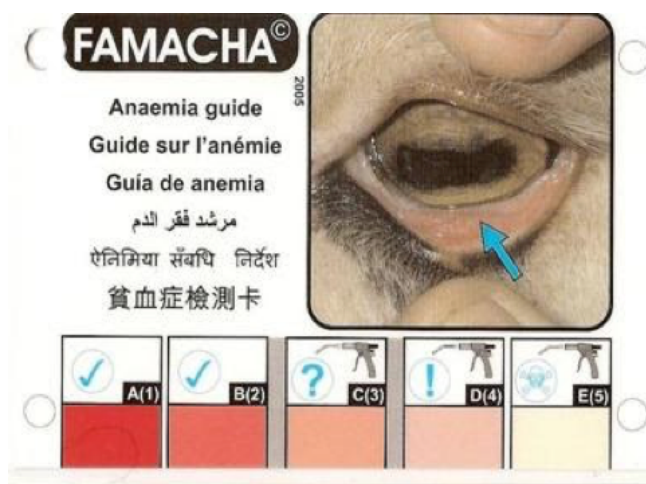 FAMACHA©
2005
Anaemia guide
Guide sur l'anémie
Guía de anemia
مرشد فقر الدم
ऐनिमिया सँबधि निर्देश
貧血症檢測卡
✓ A(1)
✓ B(2)
? C(3)
! D(4)
E(5)